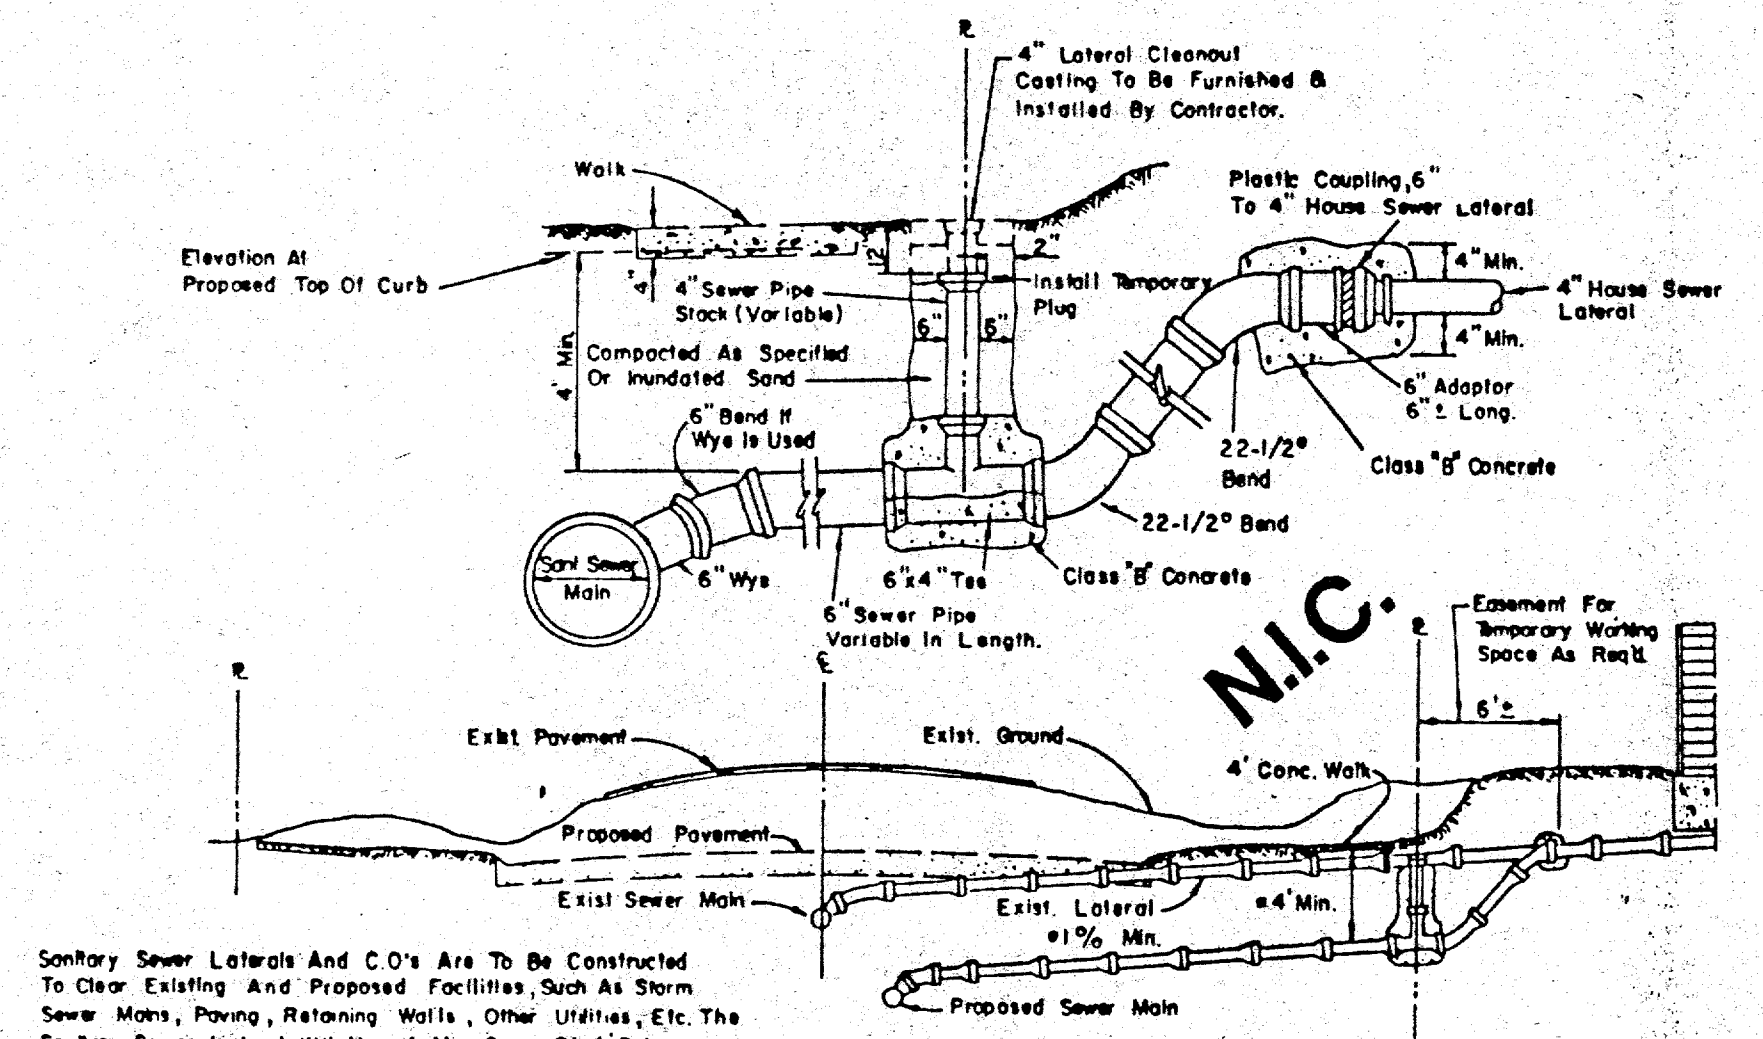 PL
4" Lateral Cleanout
Casting To Be Furnished &
Installed By Contractor.
Walk
Plastic Coupling, 6"
To 4" House Sewer Lateral
Elevation At
Proposed Top Of Curb
4"
12"
2"
4" Min.
4" Sewer Pipe
Stack (Variable)
Install Temporary
Plug
4" House Sewer
Lateral
6"
6"
4" Min.
4' Min.
Compacted As Specified
Or Inundated Sand
6" Adaptor
6" ± Long.
6" Bend If
Wye Is Used
22-1/2°
Bend
Class "B" Concrete
22-1/2° Bend
Sant Sewer
Main
6" Wye
6"x4" Tee
Class "B" Concrete
6" Sewer Pipe
Variable In Length.
N.I.C.
Easement For
Temporary Working
Space As Req'd.
PL
CL
PL
6'±
Exist. Pavement
Exist. Ground
4' Conc. Walk
Proposed Pavement
Exist Sewer Main
Exist. Lateral
4' Min.
1% Min.
Proposed Sewer Main
Sanitary Sewer Laterals And C.O's Are To Be Constructed
To Clear Existing And Proposed Facilities, Such As Storm
Sewer Mains, Paving, Retaining Walls, Other Utilities, Etc. The